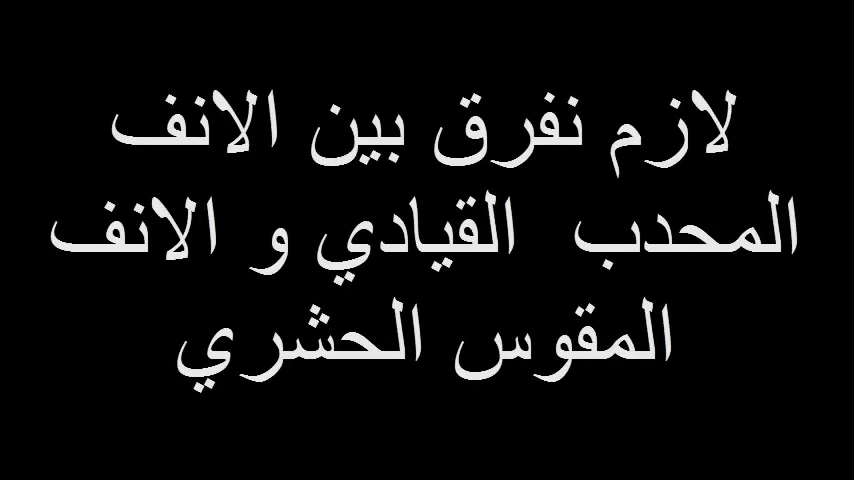 لازم نفرق بين الانف
المحدب القيادي و الانف
المقوس الحشري